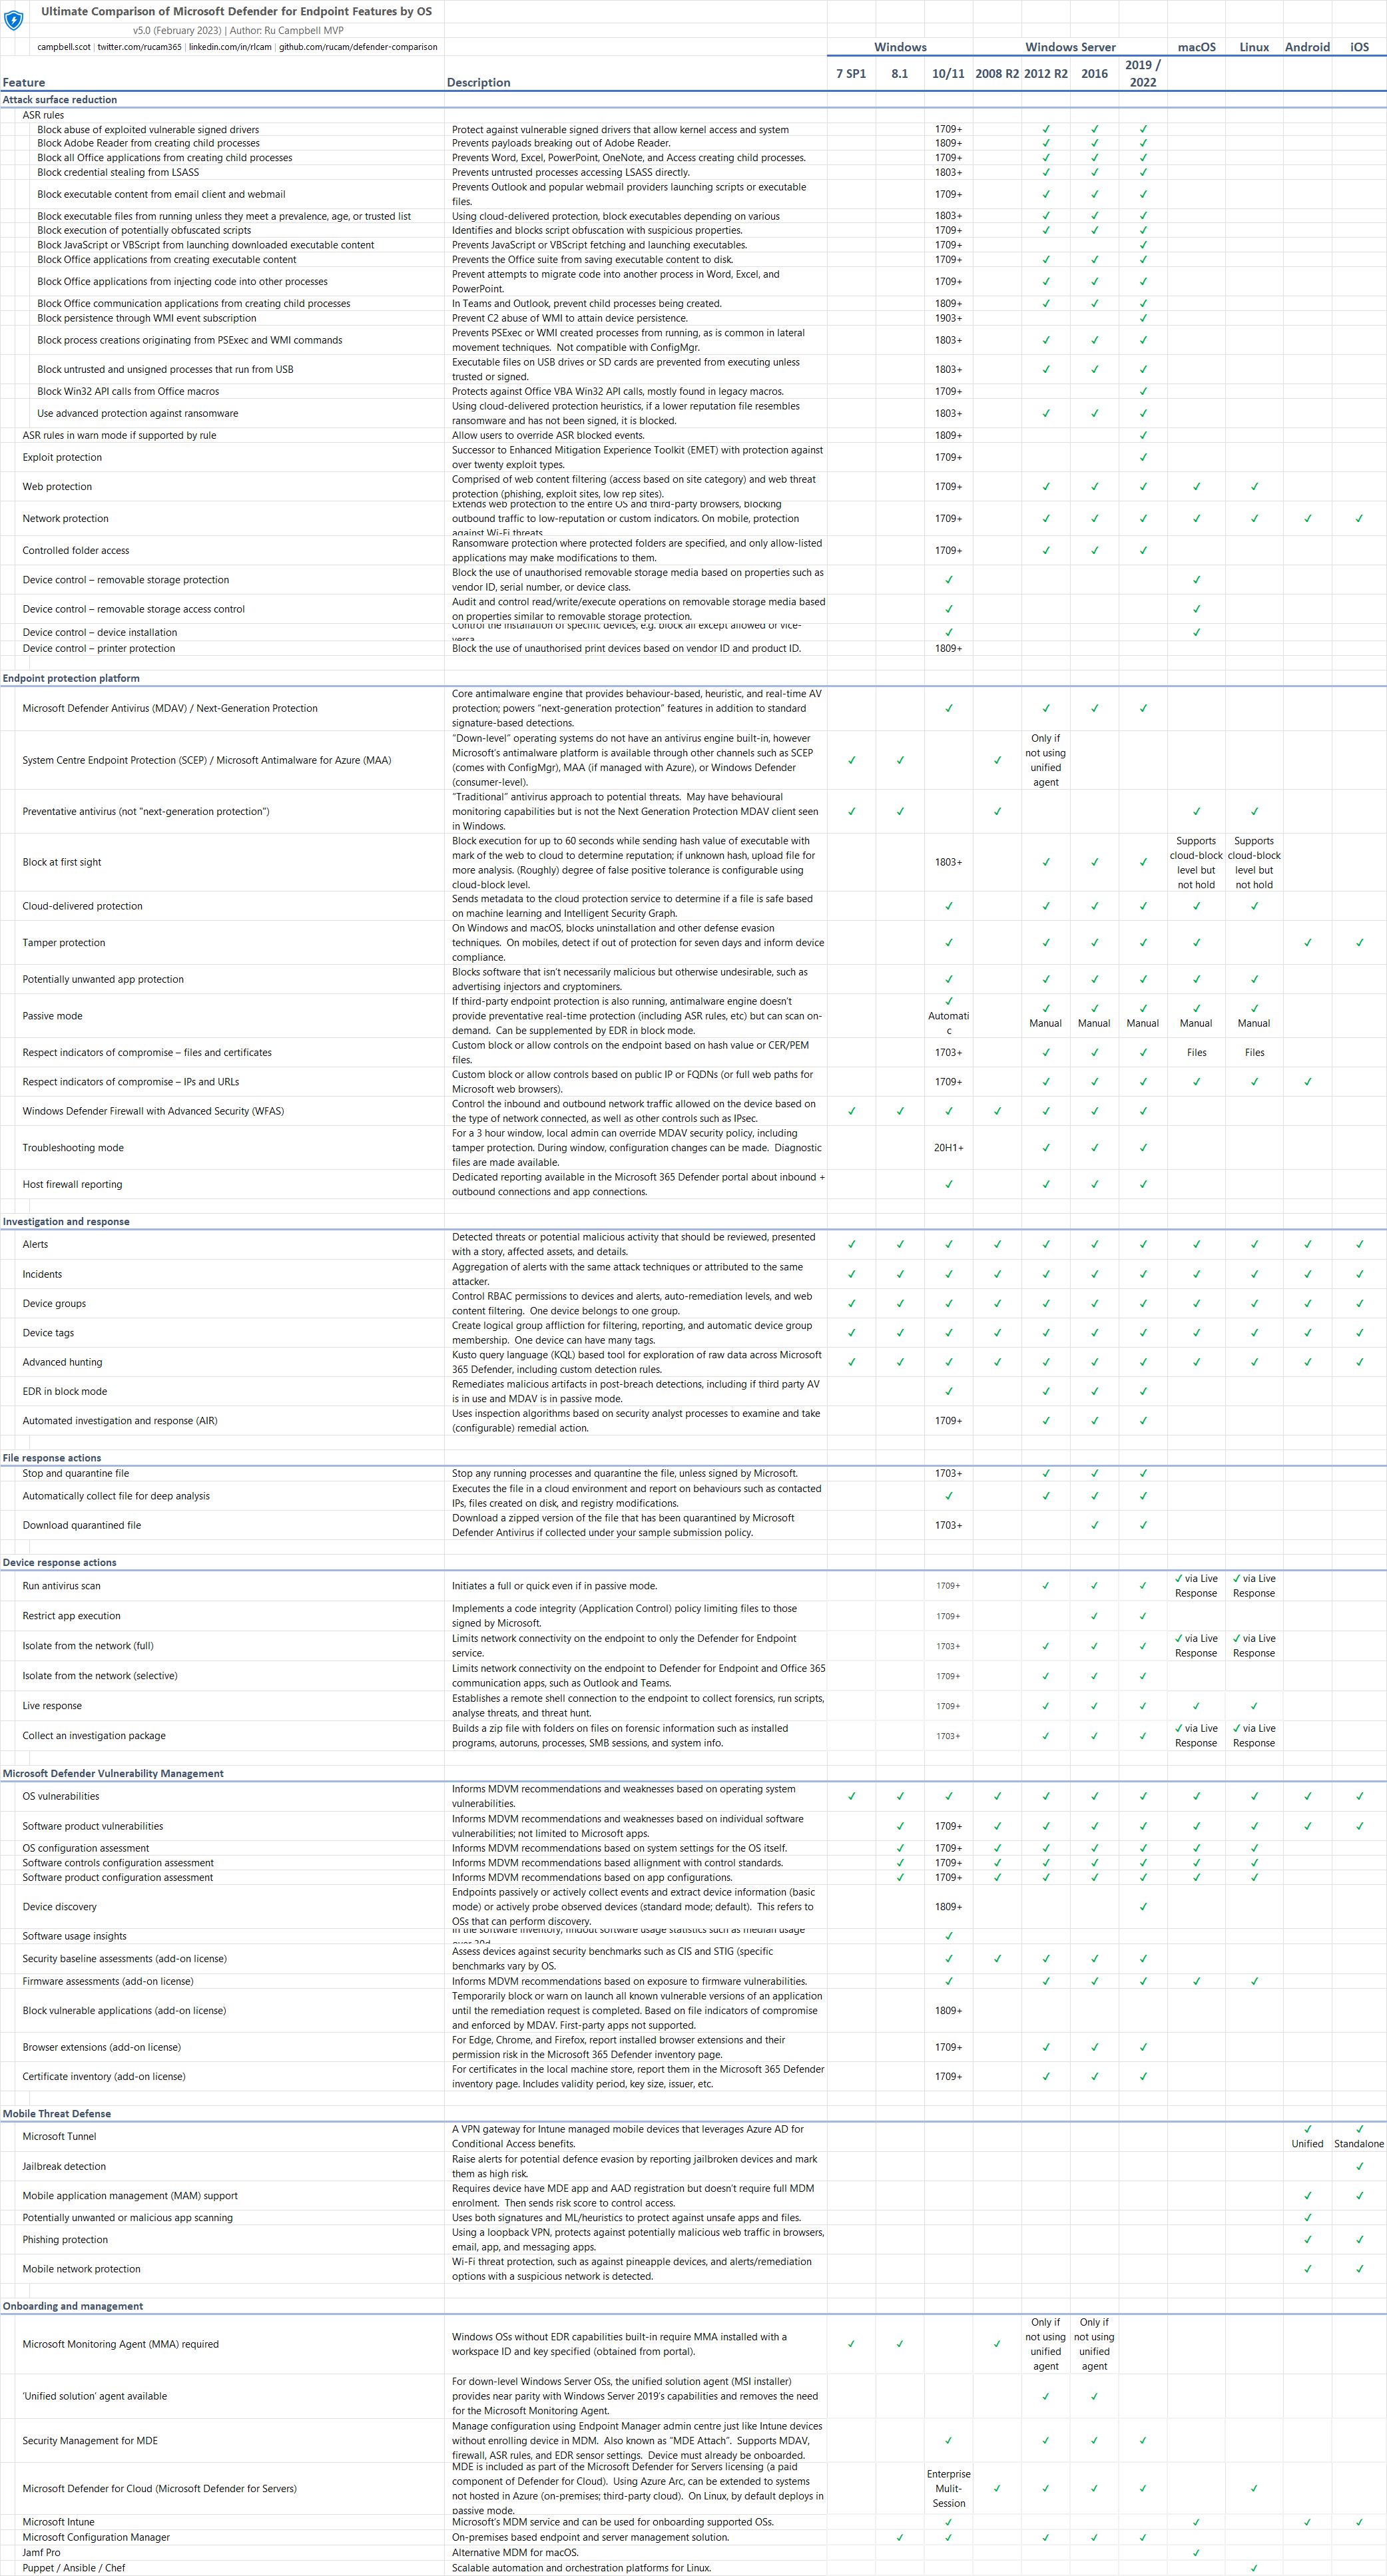 Ultimate Comparison of Microsoft Defender for Endpoint Features by OS
v5.0 (February 2023) | Author: Ru Campbell MVP
campbell.scot | twitter.com/rucam365 | linkedin.com/in/rlcam | github.com/rucam/defender-comparison
Windows Windows Server macOS Linux Android iOS
Feature Description 7 SP1 8.1 10/11 2008 R2 2012 R2 2016 2019 / 2022
Attack surface reduction
ASR rules
Block abuse of exploited vulnerable signed drivers Protect against vulnerable signed drivers that allow kernel access and system 1709+ ✓ ✓ ✓
Block Adobe Reader from creating child processes Prevents payloads breaking out of Adobe Reader. 1809+ ✓ ✓ ✓
Block all Office applications from creating child processes Prevents Word, Excel, PowerPoint, OneNote, and Access creating child processes. 1709+ ✓ ✓ ✓
Block credential stealing from LSASS Prevents untrusted processes accessing LSASS directly. 1803+ ✓ ✓ ✓
Block executable content from email client and webmail Prevents Outlook and popular webmail providers launching scripts or executable files. 1709+ ✓ ✓ ✓
Block executable files from running unless they meet a prevalence, age, or trusted list Using cloud-delivered protection, block executables depending on various 1803+ ✓ ✓ ✓
Block execution of potentially obfuscated scripts Identifies and blocks script obfuscation with suspicious properties. 1709+ ✓ ✓ ✓
Block JavaScript or VBScript from launching downloaded executable content Prevents JavaScript or VBScript fetching and launching executables. 1709+ ✓
Block Office applications from creating executable content Prevents the Office suite from saving executable content to disk. 1709+ ✓ ✓ ✓
Block Office applications from injecting code into other processes Prevent attempts to migrate code into another process in Word, Excel, and PowerPoint. 1709+ ✓ ✓ ✓
Block Office communication applications from creating child processes In Teams and Outlook, prevent child processes being created. 1809+ ✓ ✓ ✓
Block persistence through WMI event subscription Prevent C2 abuse of WMI to attain device persistence. 1903+ ✓
Block process creations originating from PSExec and WMI commands Prevents PSExec or WMI created processes from running, as is common in lateral movement techniques. Not compatible with ConfigMgr. 1803+ ✓ ✓ ✓
Block untrusted and unsigned processes that run from USB Executable files on USB drives or SD cards are prevented from executing unless trusted or signed. 1803+ ✓ ✓ ✓
Block Win32 API calls from Office macros Protects against Office VBA Win32 API calls, mostly found in legacy macros. 1709+ ✓
Use advanced protection against ransomware Using cloud-delivered protection heuristics, if a lower reputation file resembles ransomware and has not been signed, it is blocked. 1803+ ✓ ✓ ✓
ASR rules in warn mode if supported by rule Allow users to override ASR blocked events. 1809+ ✓
Exploit protection Successor to Enhanced Mitigation Experience Toolkit (EMET) with protection against over twenty exploit types. 1709+ ✓
Web protection Comprised of web content filtering (access based on site category) and web threat protection (phishing, exploit sites, low rep sites). 1709+ ✓ ✓ ✓ ✓ ✓
Network protection Extends web protection to the entire OS and third-party browsers, blocking outbound traffic to low-reputation or custom indicators. On mobile, protection against Wi-Fi threats 1709+ ✓ ✓ ✓ ✓ ✓ ✓ ✓
Controlled folder access Ransomware protection where protected folders are specified, and only allow-listed applications may make modifications to them. 1709+ ✓ ✓ ✓
Device control – removable storage protection Block the use of unauthorised removable storage media based on properties such as vendor ID, serial number, or device class. ✓ ✓
Device control – removable storage access control Audit and control read/write/execute operations on removable storage media based on properties similar to removable storage protection. ✓ ✓
Device control – device installation Control the installation of specific devices, e.g. block all except allowed or vice-versa ✓ ✓
Device control – printer protection Block the use of unauthorised print devices based on vendor ID and product ID. 1809+
Endpoint protection platform
Microsoft Defender Antivirus (MDAV) / Next-Generation Protection Core antimalware engine that provides behaviour-based, heuristic, and real-time AV protection; powers "next-generation protection" features in addition to standard signature-based detections. ✓ ✓ ✓ ✓
System Centre Endpoint Protection (SCEP) / Microsoft Antimalware for Azure (MAA) "Down-level" operating systems do not have an antivirus engine built-in, however Microsoft's antimalware platform is available through other channels such as SCEP (comes with ConfigMgr), MAA (if managed with Azure), or Windows Defender (consumer-level). ✓ ✓ ✓ Only if not using unified agent
Preventative antivirus (not "next-generation protection") "Traditional" antivirus approach to potential threats. May have behavioural monitoring capabilities but is not the Next Generation Protection MDAV client seen in Windows. ✓ ✓ ✓ ✓ ✓
Block at first sight Block execution for up to 60 seconds while sending hash value of executable with mark of the web to cloud to determine reputation; if unknown hash, upload file for more analysis. (Roughly) degree of false positive tolerance is configurable using cloud-block level. 1803+ ✓ ✓ ✓ Supports cloud-block level but not hold Supports cloud-block level but not hold
Cloud-delivered protection Sends metadata to the cloud protection service to determine if a file is safe based on machine learning and Intelligent Security Graph. ✓ ✓ ✓ ✓ ✓ ✓
Tamper protection On Windows and macOS, blocks uninstallation and other defense evasion techniques. On mobiles, detect if out of protection for seven days and inform device compliance. ✓ ✓ ✓ ✓ ✓ ✓ ✓
Potentially unwanted app protection Blocks software that isn't necessarily malicious but otherwise undesirable, such as advertising injectors and cryptominers. ✓ ✓ ✓ ✓ ✓ ✓
Passive mode If third-party endpoint protection is also running, antimalware engine doesn't provide preventative real-time protection (including ASR rules, etc) but can scan on-demand. Can be supplemented by EDR in block mode. ✓ Automatic ✓ Manual ✓ Manual ✓ Manual ✓ Manual ✓ Manual
Respect indicators of compromise – files and certificates Custom block or allow controls on the endpoint based on hash value or CER/PEM files. 1703+ ✓ ✓ ✓ Files Files
Respect indicators of compromise – IPs and URLs Custom block or allow controls based on public IP or FQDNs (or full web paths for Microsoft web browsers). 1709+ ✓ ✓ ✓ ✓ ✓ ✓
Windows Defender Firewall with Advanced Security (WFAS) Control the inbound and outbound network traffic allowed on the device based on the type of network connected, as well as other controls such as IPsec. ✓ ✓ ✓ ✓ ✓ ✓ ✓
Troubleshooting mode For a 3 hour window, local admin can override MDAV security policy, including tamper protection. During window, configuration changes can be made. Diagnostic files are made available. 20H1+ ✓ ✓ ✓
Host firewall reporting Dedicated reporting available in the Microsoft 365 Defender portal about inbound + outbound connections and app connections. ✓ ✓ ✓ ✓
Investigation and response
Alerts Detected threats or potential malicious activity that should be reviewed, presented with a story, affected assets, and details. ✓ ✓ ✓ ✓ ✓ ✓ ✓ ✓ ✓ ✓ ✓
Incidents Aggregation of alerts with the same attack techniques or attributed to the same attacker. ✓ ✓ ✓ ✓ ✓ ✓ ✓ ✓ ✓ ✓ ✓
Device groups Control RBAC permissions to devices and alerts, auto-remediation levels, and web content filtering. One device belongs to one group. ✓ ✓ ✓ ✓ ✓ ✓ ✓ ✓ ✓ ✓ ✓
Device tags Create logical group affliction for filtering, reporting, and automatic device group membership. One device can have many tags. ✓ ✓ ✓ ✓ ✓ ✓ ✓ ✓ ✓ ✓ ✓
Advanced hunting Kusto query language (KQL) based tool for exploration of raw data across Microsoft 365 Defender, including custom detection rules. ✓ ✓ ✓ ✓ ✓ ✓ ✓ ✓ ✓ ✓ ✓
EDR in block mode Remediates malicious artifacts in post-breach detections, including if third party AV is in use and MDAV is in passive mode. ✓ ✓ ✓ ✓
Automated investigation and response (AIR) Uses inspection algorithms based on security analyst processes to examine and take (configurable) remedial action. 1709+ ✓ ✓ ✓
File response actions
Stop and quarantine file Stop any running processes and quarantine the file, unless signed by Microsoft. 1703+ ✓ ✓ ✓
Automatically collect file for deep analysis Executes the file in a cloud environment and report on behaviours such as contacted IPs, files created on disk, and registry modifications. ✓ ✓ ✓ ✓
Download quarantined file Download a zipped version of the file that has been quarantined by Microsoft Defender Antivirus if collected under your sample submission policy. 1703+ ✓ ✓
Device response actions
Run antivirus scan Initiates a full or quick even if in passive mode. 1709+ ✓ ✓ ✓ ✓ via Live Response ✓ via Live Response
Restrict app execution Implements a code integrity (Application Control) policy limiting files to those signed by Microsoft. 1709+ ✓ ✓
Isolate from the network (full) Limits network connectivity on the endpoint to only the Defender for Endpoint service. 1703+ ✓ ✓ ✓ ✓ via Live Response ✓ via Live Response
Isolate from the network (selective) Limits network connectivity on the endpoint to Defender for Endpoint and Office 365 communication apps, such as Outlook and Teams. 1709+ ✓ ✓ ✓
Live response Establishes a remote shell connection to the endpoint to collect forensics, run scripts, analyse threats, and threat hunt. 1709+ ✓ ✓ ✓ ✓ ✓
Collect an investigation package Builds a zip file with folders on files on forensic information such as installed programs, autoruns, processes, SMB sessions, and system info. 1703+ ✓ ✓ ✓ ✓ via Live Response ✓ via Live Response
Microsoft Defender Vulnerability Management
OS vulnerabilities Informs MDVM recommendations and weaknesses based on operating system vulnerabilities. ✓ ✓ ✓ ✓ ✓ ✓ ✓ ✓ ✓ ✓ ✓
Software product vulnerabilities Informs MDVM recommendations and weaknesses based on individual software vulnerabilities; not limited to Microsoft apps. ✓ 1709+ ✓ ✓ ✓ ✓ ✓ ✓ ✓ ✓
OS configuration assessment Informs MDVM recommendations based on system settings for the OS itself. ✓ 1709+ ✓ ✓ ✓ ✓ ✓ ✓
Software controls configuration assessment Informs MDVM recommendations based allignment with control standards. ✓ 1709+ ✓ ✓ ✓ ✓ ✓ ✓
Software product configuration assessment Informs MDVM recommendations based on app configurations. ✓ 1709+ ✓ ✓ ✓ ✓ ✓ ✓
Device discovery Endpoints passively or actively collect events and extract device information (basic mode) or actively probe observed devices (standard mode; default). This refers to OSs that can perform discovery. 1809+ ✓
Software usage insights In the software inventory, findout software usage statistics such as median usage over 30d ✓
Security baseline assessments (add-on license) Assess devices against security benchmarks such as CIS and STIG (specific benchmarks vary by OS. ✓ ✓ ✓ ✓ ✓
Firmware assessments (add-on license) Informs MDVM recommendations based on exposure to firmware vulnerabilities. ✓ ✓ ✓ ✓ ✓ ✓
Block vulnerable applications (add-on license) Temporarily block or warn on launch all known vulnerable versions of an application until the remediation request is completed. Based on file indicators of compromise and enforced by MDAV. First-party apps not supported. 1809+
Browser extensions (add-on license) For Edge, Chrome, and Firefox, report installed browser extensions and their permission risk in the Microsoft 365 Defender inventory page. 1709+ ✓ ✓ ✓
Certificate inventory (add-on license) For certificates in the local machine store, report them in the Microsoft 365 Defender inventory page. Includes validity period, key size, issuer, etc. 1709+ ✓ ✓ ✓
Mobile Threat Defense
Microsoft Tunnel A VPN gateway for Intune managed mobile devices that leverages Azure AD for Conditional Access benefits. ✓ Unified ✓ Standalone
Jailbreak detection Raise alerts for potential defence evasion by reporting jailbroken devices and mark them as high risk. ✓
Mobile application management (MAM) support Requires device have MDE app and AAD registration but doesn't require full MDM enrolment. Then sends risk score to control access. ✓ ✓
Potentially unwanted or malicious app scanning Uses both signatures and ML/heuristics to protect against unsafe apps and files. ✓
Phishing protection Using a loopback VPN, protects against potentially malicious web traffic in browsers, email, app, and messaging apps. ✓ ✓
Mobile network protection Wi-Fi threat protection, such as against pineapple devices, and alerts/remediation options with a suspicious network is detected. ✓ ✓
Onboarding and management
Microsoft Monitoring Agent (MMA) required Windows OSs without EDR capabilities built-in require MMA installed with a workspace ID and key specified (obtained from portal). ✓ ✓ ✓ Only if not using unified agent Only if not using unified agent
'Unified solution' agent available For down-level Windows Server OSs, the unified solution agent (MSI installer) provides near parity with Windows Server 2019's capabilities and removes the need for the Microsoft Monitoring Agent. ✓ ✓
Security Management for MDE Manage configuration using Endpoint Manager admin centre just like Intune devices without enrolling device in MDM. Also known as "MDE Attach". Supports MDAV, firewall, ASR rules, and EDR sensor settings. Device must already be onboarded. ✓ ✓ ✓ ✓
Microsoft Defender for Cloud (Microsoft Defender for Servers) MDE is included as part of the Microsoft Defender for Servers licensing (a paid component of Defender for Cloud). Using Azure Arc, can be extended to systems not hosted in Azure (on-premises; third-party cloud). On Linux, by default deploys in passive mode. Enterprise Mulit-Session ✓ ✓ ✓ ✓ ✓
Microsoft Intune Microsoft's MDM service and can be used for onboarding supported OSs. ✓ ✓ ✓ ✓
Microsoft Configuration Manager On-premises based endpoint and server management solution. ✓ ✓ ✓ ✓ ✓
Jamf Pro Alternative MDM for macOS. ✓
Puppet / Ansible / Chef Scalable automation and orchestration platforms for Linux. ✓